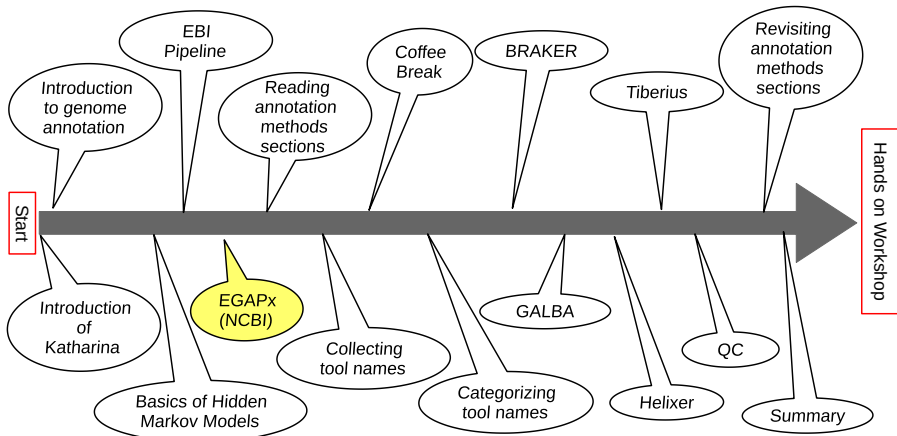 Start
Introduction
of
Katharina
Introduction
to genome
annotation
Basics of Hidden
Markov Models
EBI
Pipeline
EGAPx
(NCBI)
Reading
annotation
methods
sections
Collecting
tool names
Coffee
Break
Categorizing
tool names
BRAKER
GALBA
Helixer
Tiberius
QC
Revisiting
annotation
methods
sections
Summary
Hands on Workshop